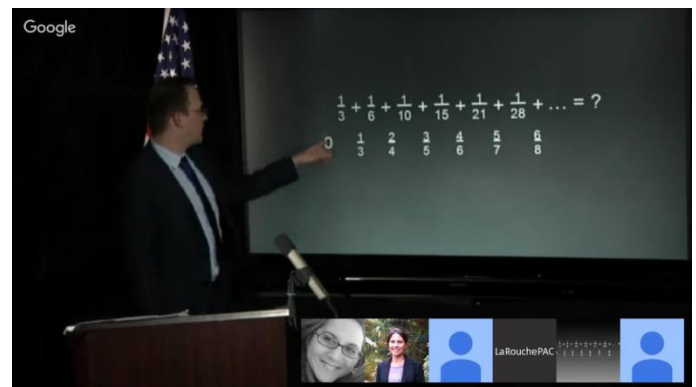 Google
1/3 + 1/6 + 1/10 + 1/15 + 1/21 + 1/28 + ... = ?
0 1/3 2/4 3/5 4/6 5/7 6/8
LaRouchePAC